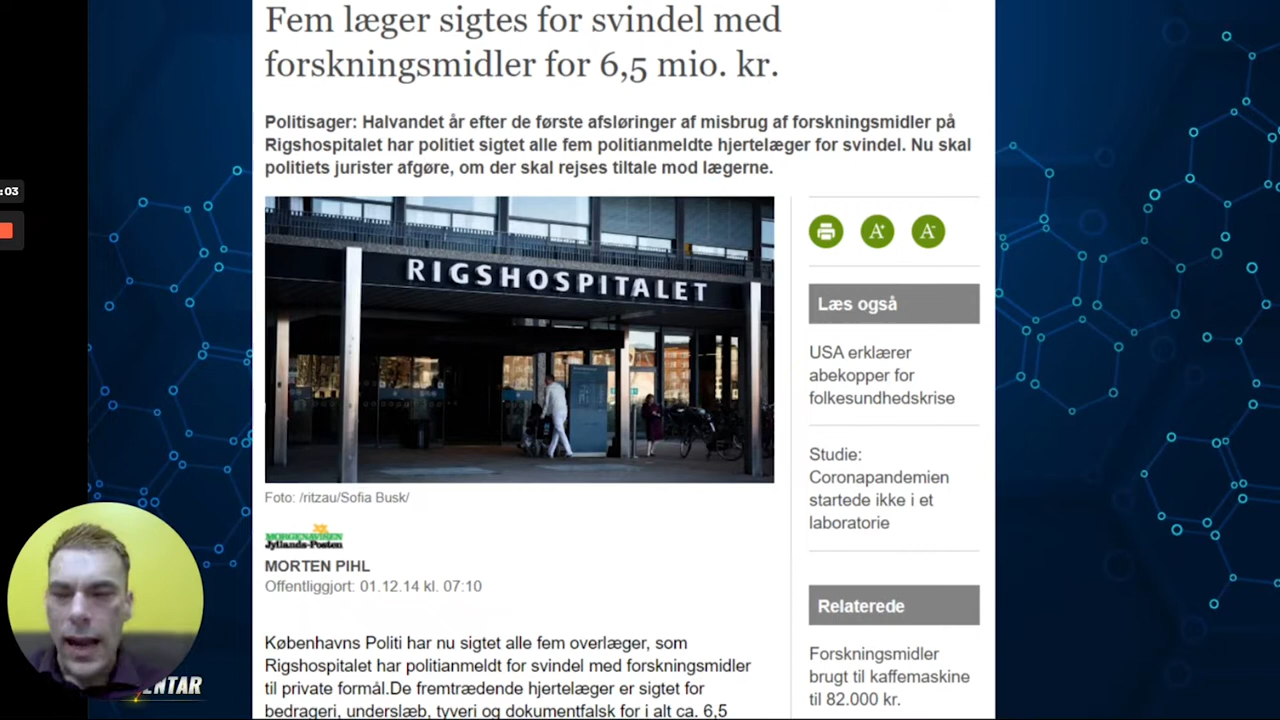 Fem læger sigtes for svindel med
forskningsmidler for 6,5 mio. kr.
Politisager: Halvandet år efter de første afsløringer af misbrug af forskningsmidler på
Rigshospitalet har politiet sigtet alle fem politianmeldte hjertelæger for svindel. Nu skal
politiets jurister afgøre, om der skal rejses tiltale mod lægerne.
:03
RIGSHOSPITALET
A+
A-
Læs også
USA erklærer
abekopper for
folkesundhedskrise
Studie:
Coronapandemien
startede ikke i et
laboratorie
Foto: /ritzau/Sofia Busk/
MORGENAVISEN
Jyllands-Posten
MORTEN PIHL
Offentliggjort: 01.12.14 kl. 07:10
Relaterede
Forskningsmidler
brugt til kaffemaskine
til 82.000 kr.
Københavns Politi har nu sigtet alle fem overlæger, som
Rigshospitalet har politianmeldt for svindel med forskningsmidler
til private formål.De fremtrædende hjertelæger er sigtet for
bedrageri, underslæb, tyveri og dokumentfalsk for i alt ca. 6,5
ENTAR